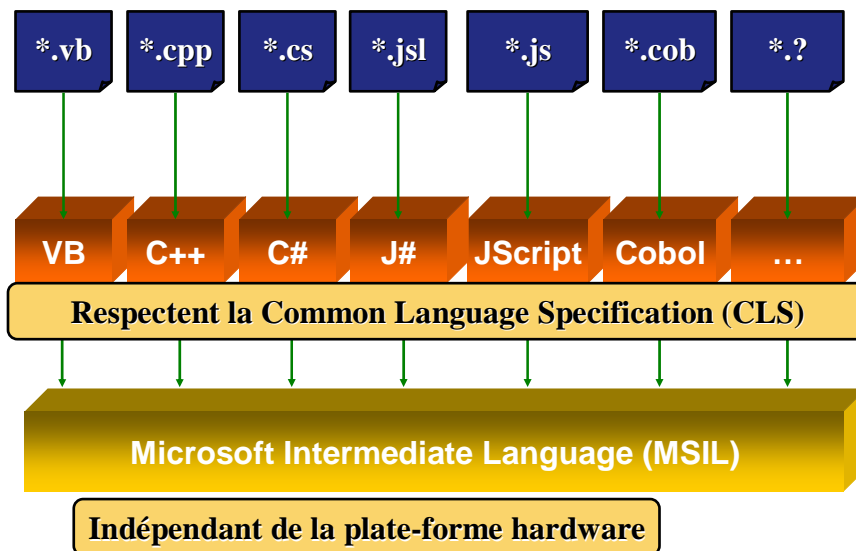 *.vb *.cpp *.cs *.jsl *.js *.cob *.?
VB C++ C# J# JScript Cobol ...
Respectent la Common Language Specification (CLS)
Microsoft Intermediate Language (MSIL)
Indépendant de la plate-forme hardware